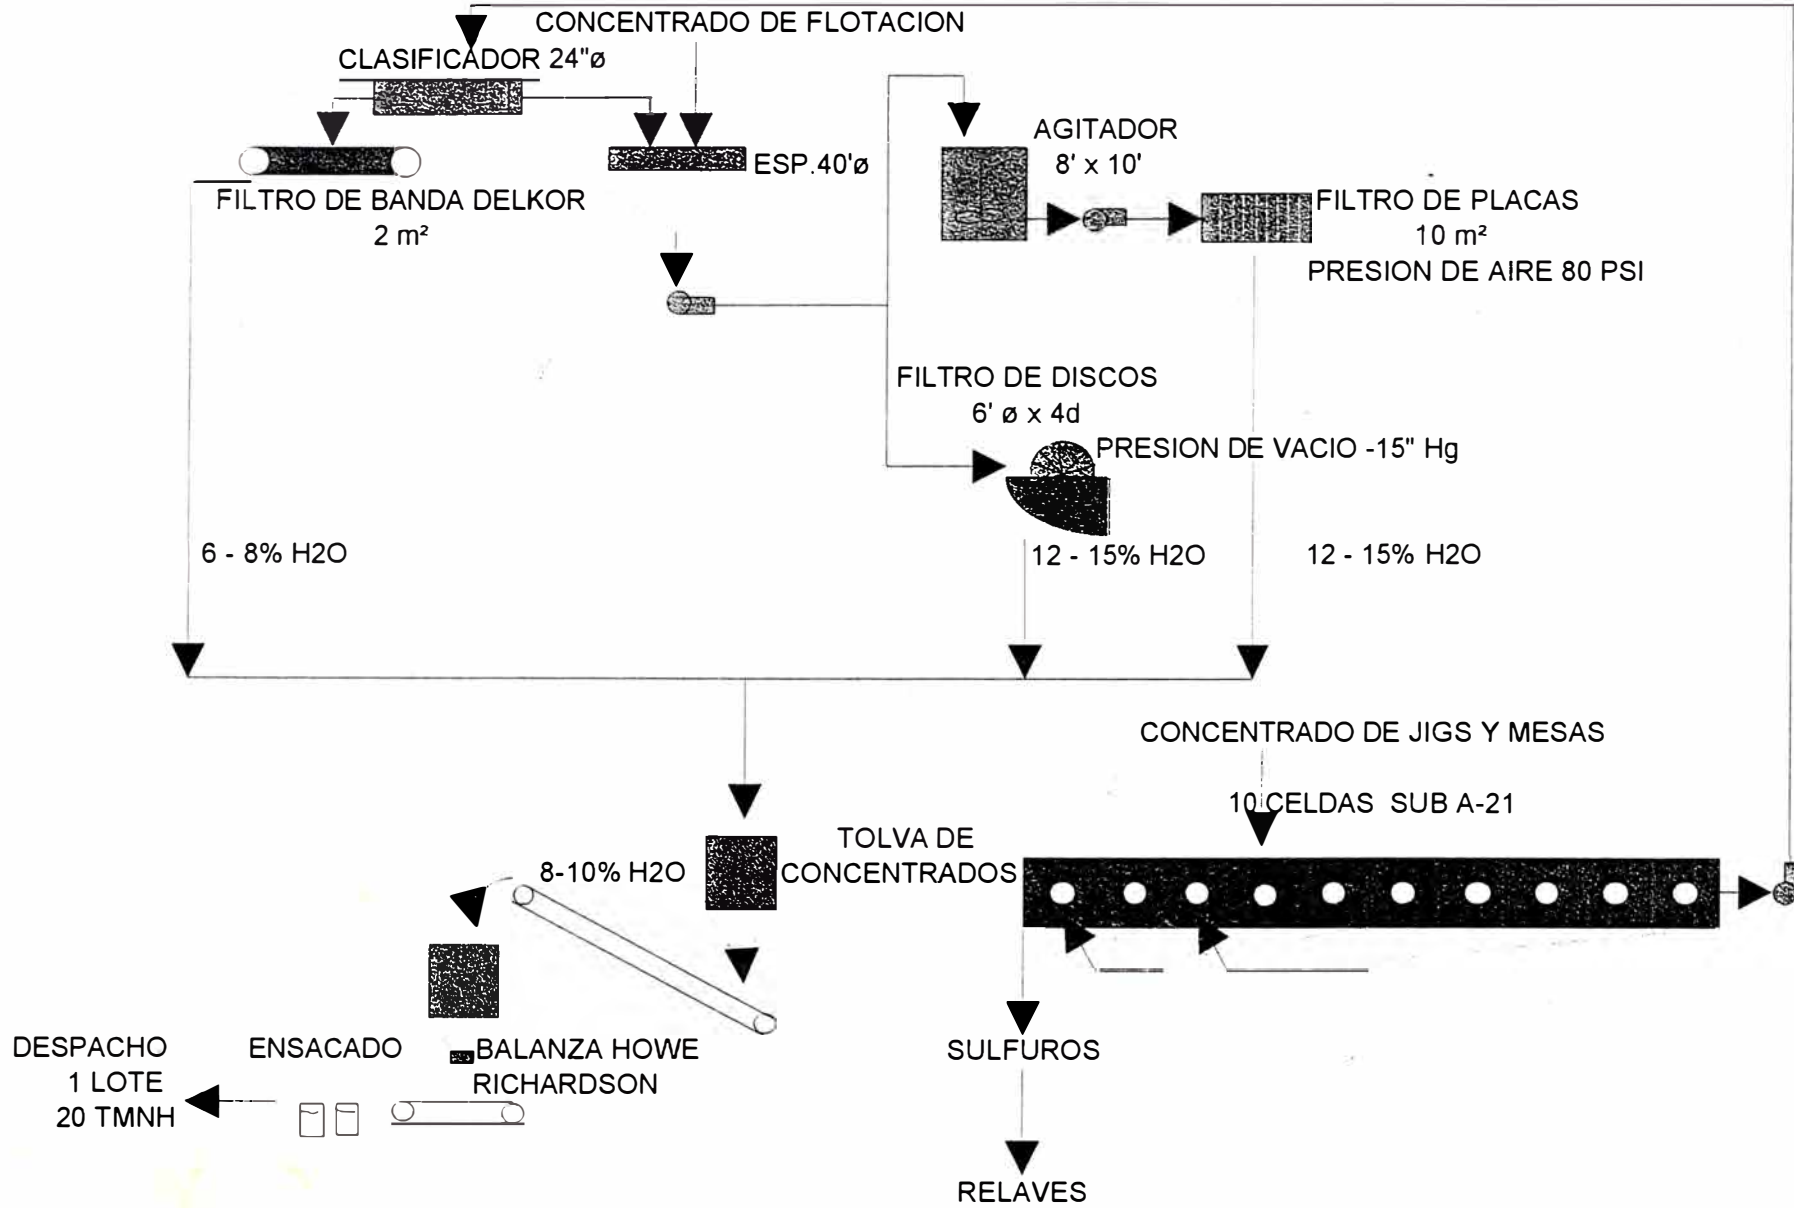 CONCENTRADO DE FLOTACION
CLASIFICADOR 24"ø
ESP.40'ø
AGITADOR
8' x 10'
FILTRO DE BANDA DELKOR
2 m²
FILTRO DE PLACAS
10 m²
PRESION DE AIRE 80 PSI
FILTRO DE DISCOS
6' ø x 4d
PRESION DE VACIO -15" Hg
6 - 8% H2O
12 - 15% H2O
12 - 15% H2O
CONCENTRADO DE JIGS Y MESAS
10 CELDAS SUB A-21
TOLVA DE
CONCENTRADOS
8-10% H2O
BALANZA HOWE
RICHARDSON
ENSACADO
DESPACHO
1 LOTE
20 TMNH
SULFUROS
RELAVES